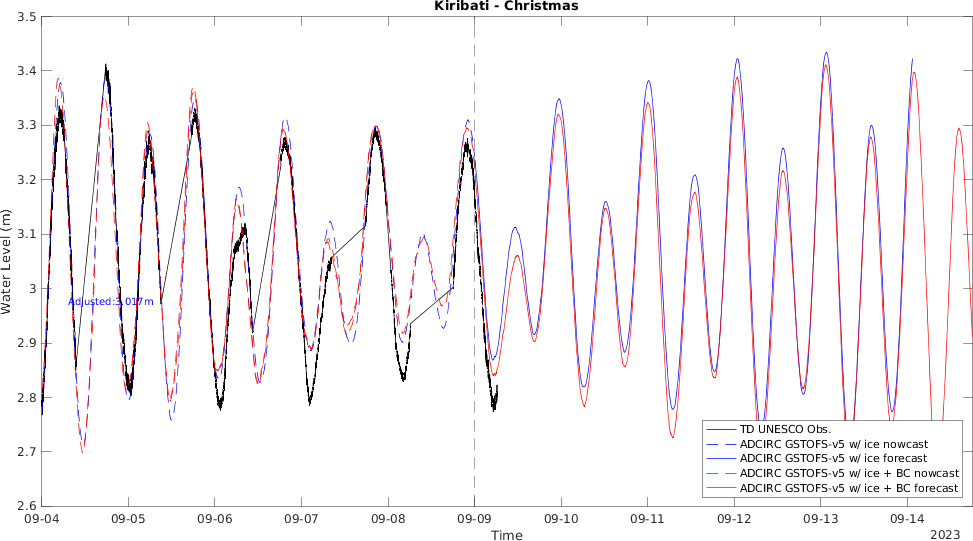 Kiribati - Christmas
3.5
3.4
3.3
3.2
3.1
3
2.9
2.8
2.7
2.6
Water Level (m)
Adjusted:3.017m
TD UNESCO Obs.
ADCIRC GSTOFS-v5 w/ ice nowcast
ADCIRC GSTOFS-v5 w/ ice forecast
ADCIRC GSTOFS-v5 w/ ice + BC nowcast
ADCIRC GSTOFS-v5 w/ ice + BC forecast
09-04 09-05 09-06 09-07 09-08 09-09 09-10 09-11 09-12 09-13 09-14
Time
2023